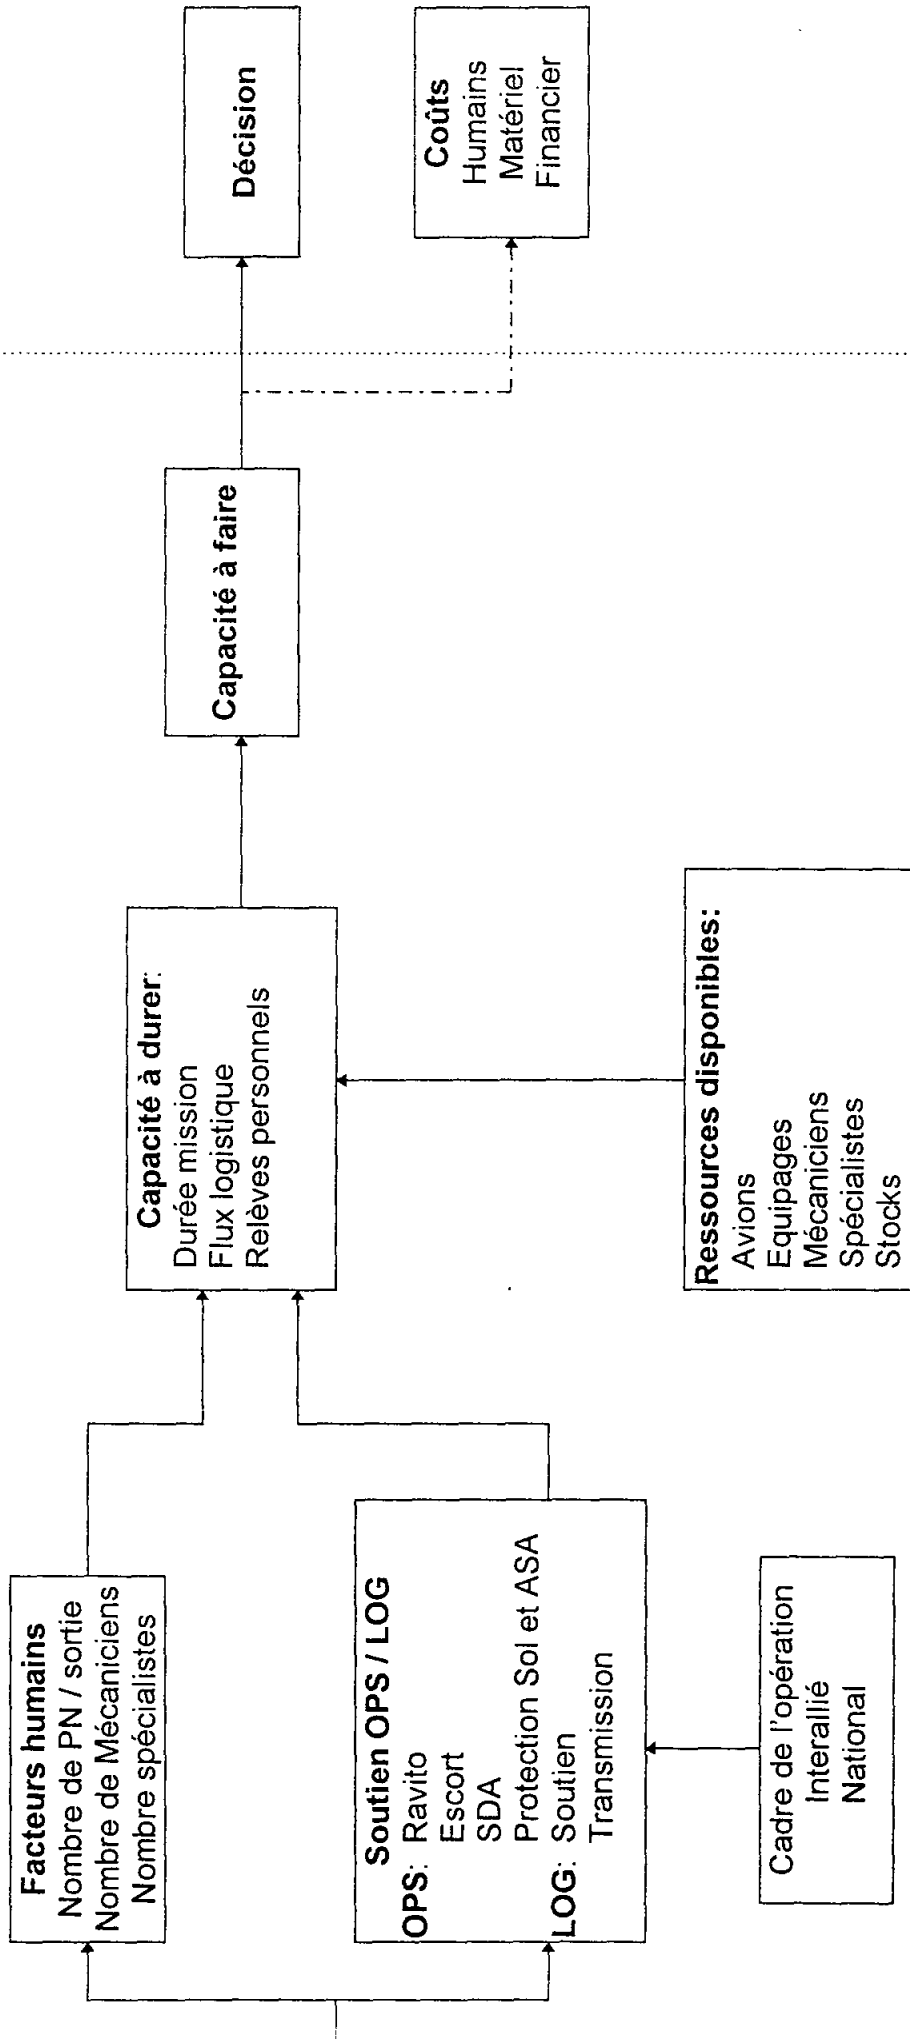 Facteurs humains
Nombre de PN / sortie
Nombre de Mécaniciens
Nombre spécialistes
Soutien OPS / LOG
OPS: Ravito
Escort
SDA
Protection Sol et ASA
LOG: Soutien
Transmission
Cadre de l'opération
Interallié
National
Capacité à durer:
Durée mission
Flux logistique
Relèves personnels
Ressources disponibles:
Avions
Equipages
Mécaniciens
Spécialistes
Stocks
Capacité à faire
Décision
Coûts
Humains
Matériel
Financier